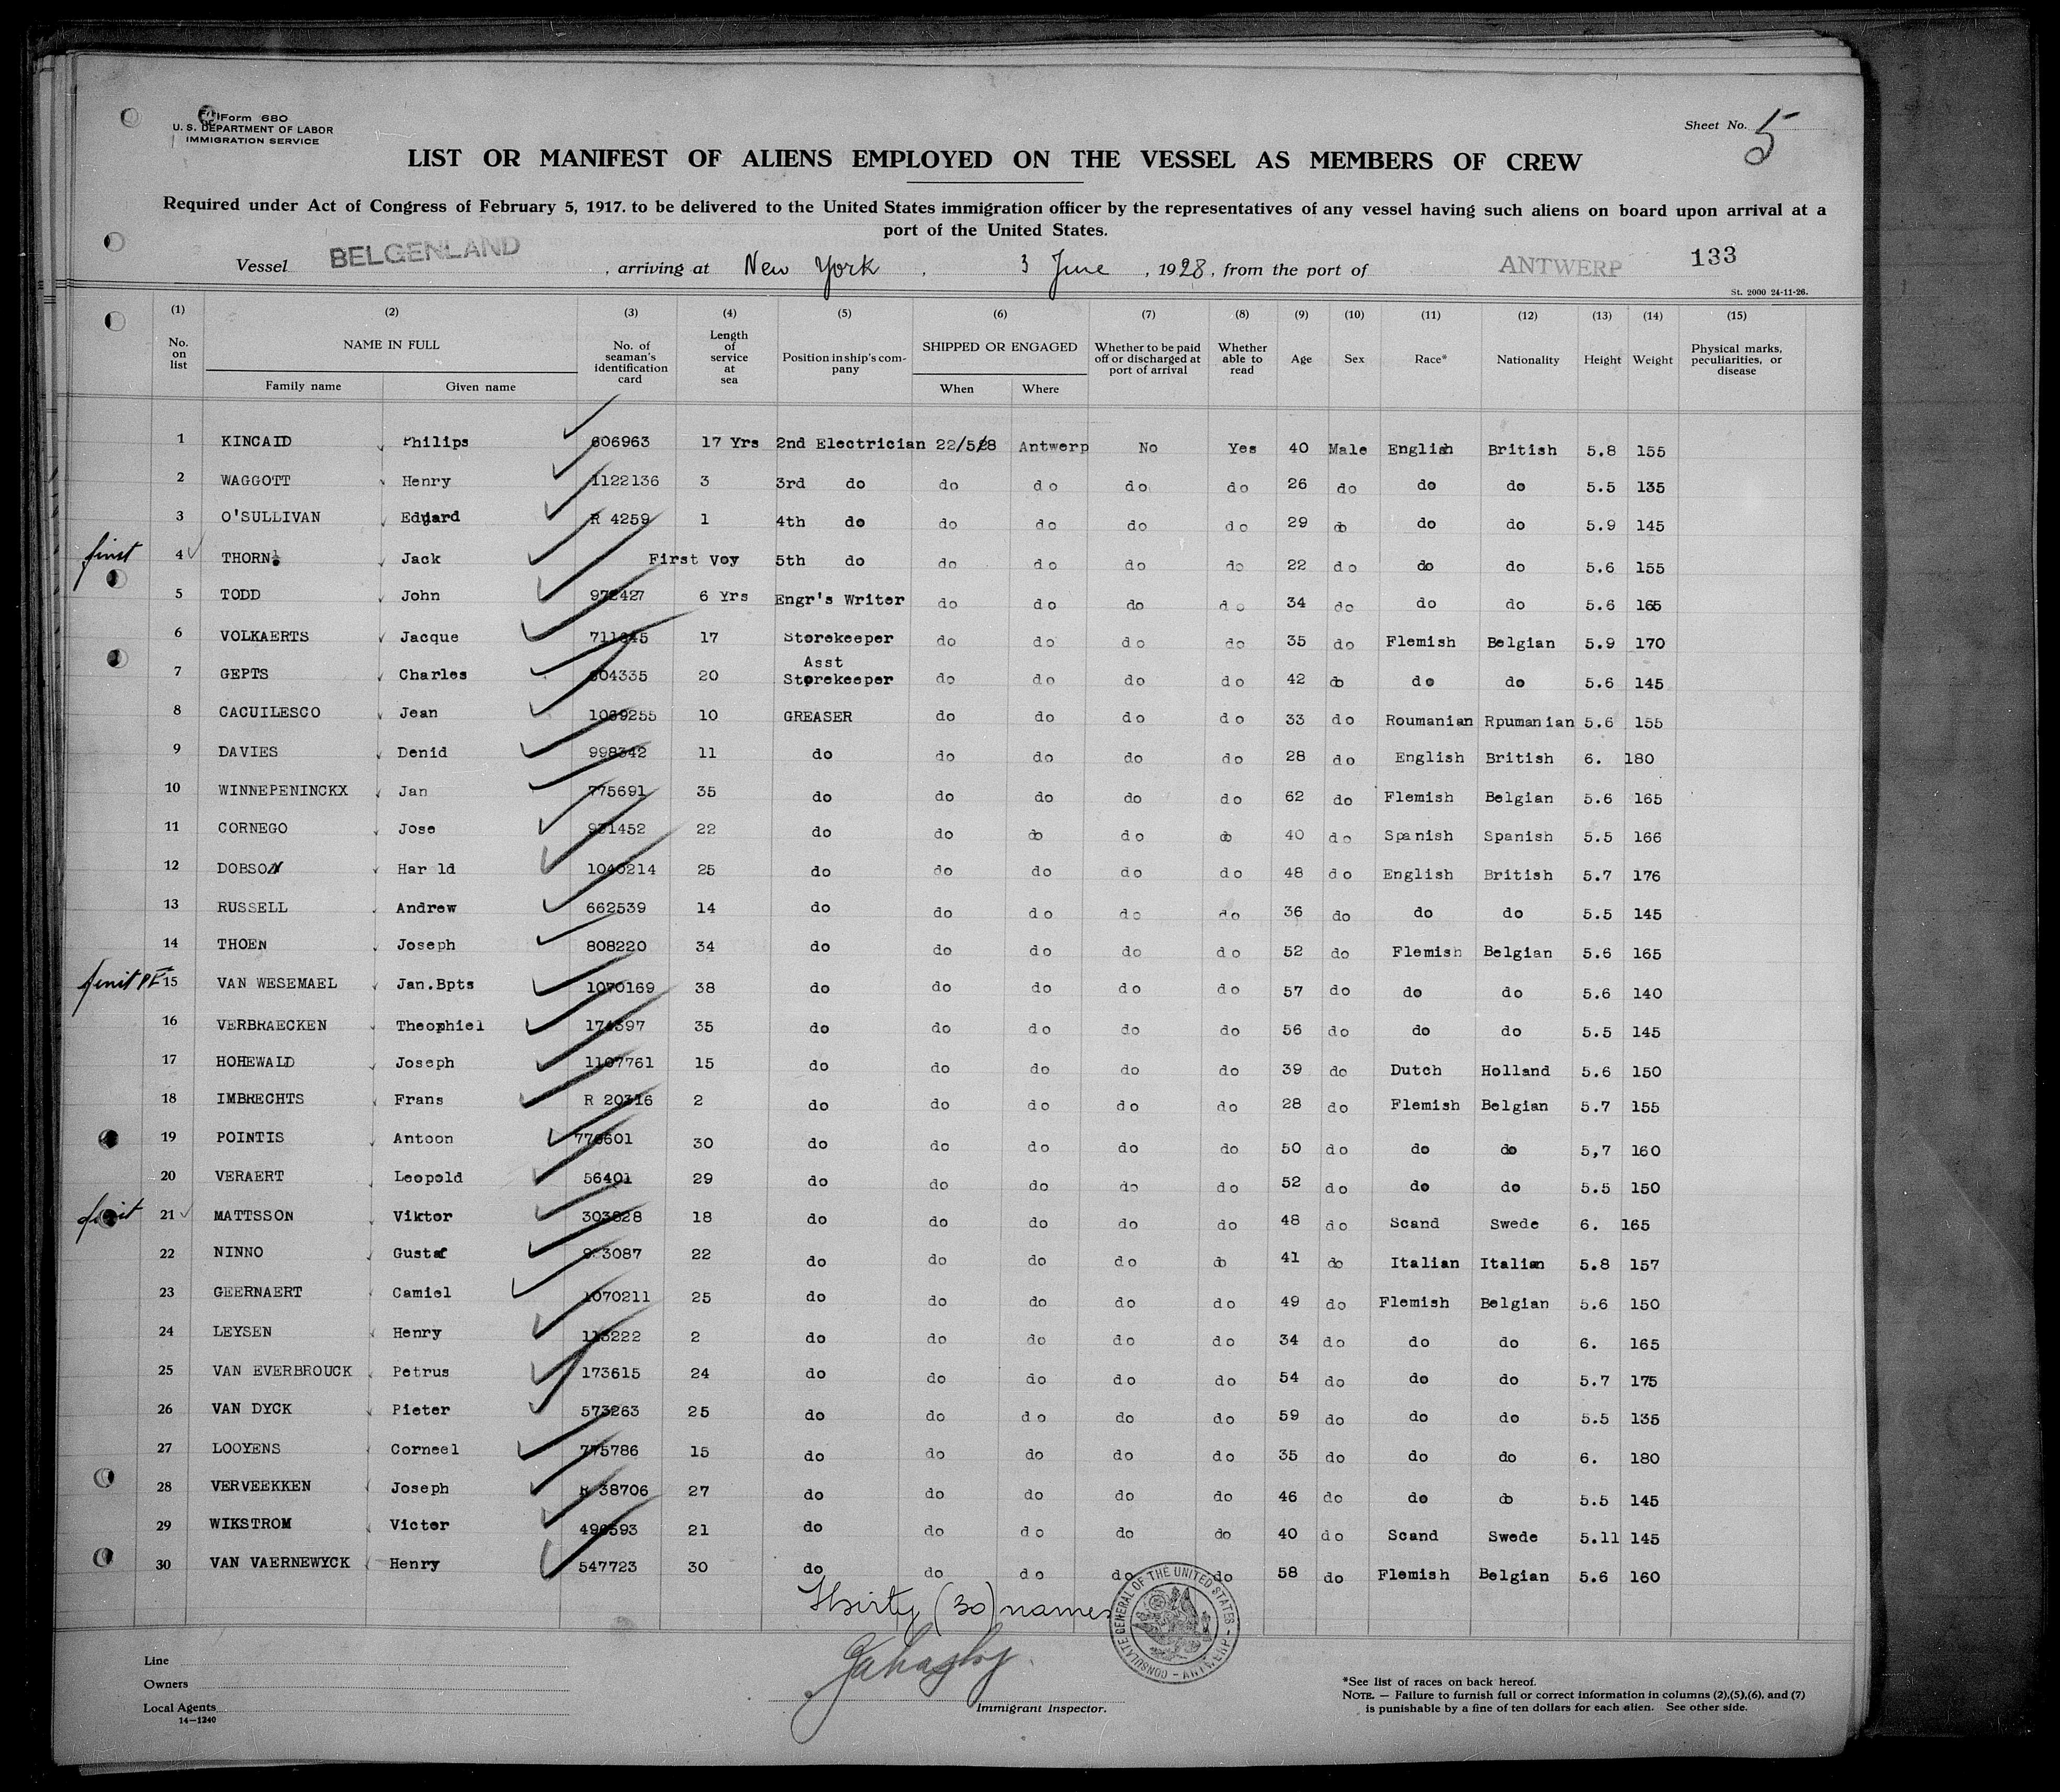 Form 680
U. S. DEPARTMENT OF LABOR
IMMIGRATION SERVICE
Sheet No. 5
LIST OR MANIFEST OF ALIENS EMPLOYED ON THE VESSEL AS MEMBERS OF CREW
Required under Act of Congress of February 5, 1917. to be delivered to the United States immigration officer by the representatives of any vessel having such aliens on board upon arrival at a
port of the United States.
Vessel BELGENLAND , arriving at New York , 3 June , 1928, from the port of ANTWERP 133
St. 2000 24-11-26.
(1) (2) (3) (4) (5) (6) (7) (8) (9) (10) (11) (12) (13) (14) (15)
No. on list NAME IN FULL No. of seaman's identification card Length of service at sea Position in ship's company SHIPPED OR ENGAGED Whether to be paid off or discharged at port of arrival Whether able to read Age Sex Race* Nationality Height Weight Physical marks, peculiarities, or disease
Family name Given name When Where
1 KINCAID Philips 606963 17 Yrs 2nd Electrician 22/5/28 Antwerp No Yes 40 Male English British 5.8 155
2 WAGGOTT Henry 1122136 3 3rd do do do do do 26 do do do 5.5 135
3 O'SULLIVAN Edward R 4259 1 4th do do do do do 29 do do do 5.9 145
4 THORN Jack First Voy 5th do do do do do 22 do do do 5.6 155
5 TODD John 972427 6 Yrs Engr's Writer do do do do 34 do do do 5.6 165
6 VOLKAERTS Jacque 17 Storekeeper do do do do 35 do Flemish Belgian 5.9 170
7 GEPTS Charles 20 Asst Storekeeper do do do do 42 do do do 5.6 145
8 CACUILESCO Jean 1069255 10 GREASER do do do do 33 do Roumanian Rpumanian 5.6 155
9 DAVIES Denid 998342 11 do do do do do 28 do English British 6. 180
10 WINNEPENINCKX Jan 775691 35 do do do do do 62 do Flemish Belgian 5.6 165
11 CORNEGO Jose 931452 22 do do do do do 40 do Spanish Spanish 5.5 166
12 DOBSON Har ld 1040214 25 do do do do do 48 do English British 5.7 176
13 RUSSELL Andrew 662539 14 do do do do do 36 do do do 5.5 145
14 THOEN Joseph 808220 34 do do do do do 52 do Flemish Belgian 5.6 165
15 VAN WESEMAEL Jan.Bpts 1070169 38 do do do do do 57 do do do 5.6 140
16 VERBRAECKEN Theophiel 35 do do do do do 56 do do do 5.5 145
17 HOHEWALD Joseph 1107761 15 do do do do do 39 do Dutch Holland 5.6 150
18 IMBRECHTS Frans R 20316 2 do do do do do 28 do Flemish Belgian 5.7 155
19 POINTIS Antoon 30 do do do do do 50 do do do 5,7 160
20 VERAERT Leopold 56401 29 do do do do do 52 do do do 5.5 150
21 MATTSSON Viktor 18 do do do do do 48 do Scand Swede 6. 165
22 NINNO Gustaf 22 do do do do do 41 do Italian Italian 5.8 157
23 GEERNAERT Camiel 1070211 25 do do do do do 49 do Flemish Belgian 5.6 150
24 LEYSEN Henry 2 do do do do do 34 do do do 6. 165
25 VAN EVERBROUCK Petrus 173615 24 do do do do do 54 do do do 5.7 175
26 VAN DYCK Pieter 573263 25 do do do do do 59 do do do 5.5 135
27 LOOYENS Corneel 775786 15 do do do do do 35 do do do 6. 180
28 VERVEEKKEN Joseph R 38706 27 do do do do do 46 do do do 5.5 145
29 WIKSTROM Victor 21 do do do do do 40 do Scand Swede 5.11 145
30 VAN VAERNEWYCK Henry 547723 30 do do do do do 58 do Flemish Belgian 5.6 160
Thirty (30) names
CONSULATE GENERAL OF THE UNITED STATES - ANTWERP -
Line
Owners
Local Agents
14-1240
Immigrant Inspector.
*See list of races on back hereof.
NOTE. — Failure to furnish full or correct information in columns (2),(5),(6), and (7)
is punishable by a fine of ten dollars for each alien. See other side.